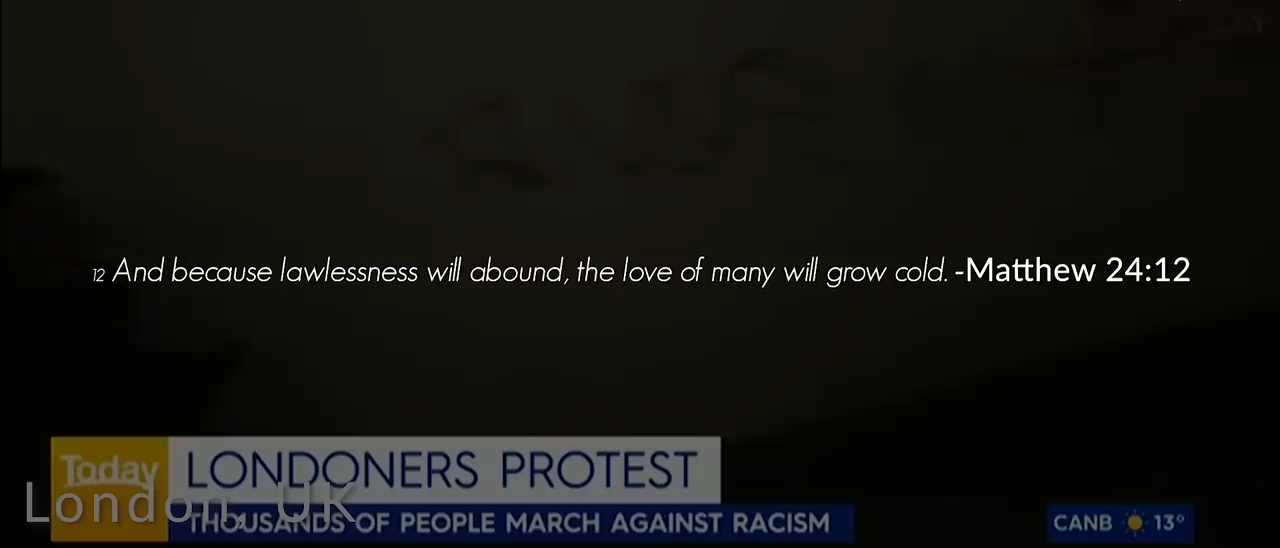 12 And because lawlessness will abound, the love of many will grow cold. -Matthew 24:12
Today
LONDONERS PROTEST
London, UK
THOUSANDS OF PEOPLE MARCH AGAINST RACISM
CANB 13°